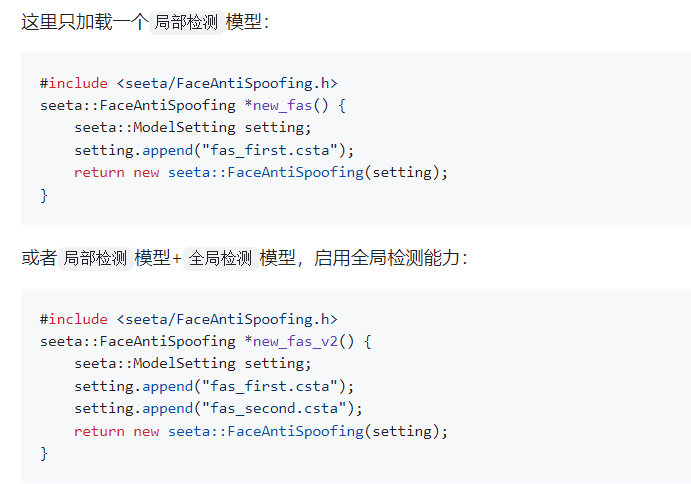 这里只加载一个局部检测模型：
#include <seeta/FaceAntiSpoofing.h>
seeta::FaceAntiSpoofing *new_fas() {
    seeta::ModelSetting setting;
    setting.append("fas_first.csta");
    return new seeta::FaceAntiSpoofing(setting);
}
或者局部检测模型+全局检测模型，启用全局检测能力：
#include <seeta/FaceAntiSpoofing.h>
seeta::FaceAntiSpoofing *new_fas_v2() {
    seeta::ModelSetting setting;
    setting.append("fas_first.csta");
    setting.append("fas_second.csta");
    return new seeta::FaceAntiSpoofing(setting);
}